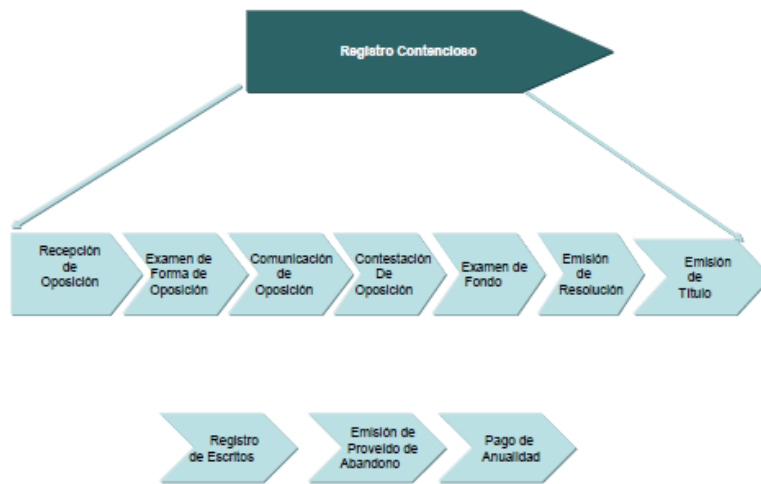 Registro Contencioso
Recepción
de
Oposición
Examen de
Forma de
Oposición
Comunicación
de
Oposición
Contestación
De
Oposición
Examen de
Fondo
Emisión
de
Resolución
Emisión
de
Título
Registro
de Escritos
Emisión de
Proveído de
Abandono
Pago de
Anualidad